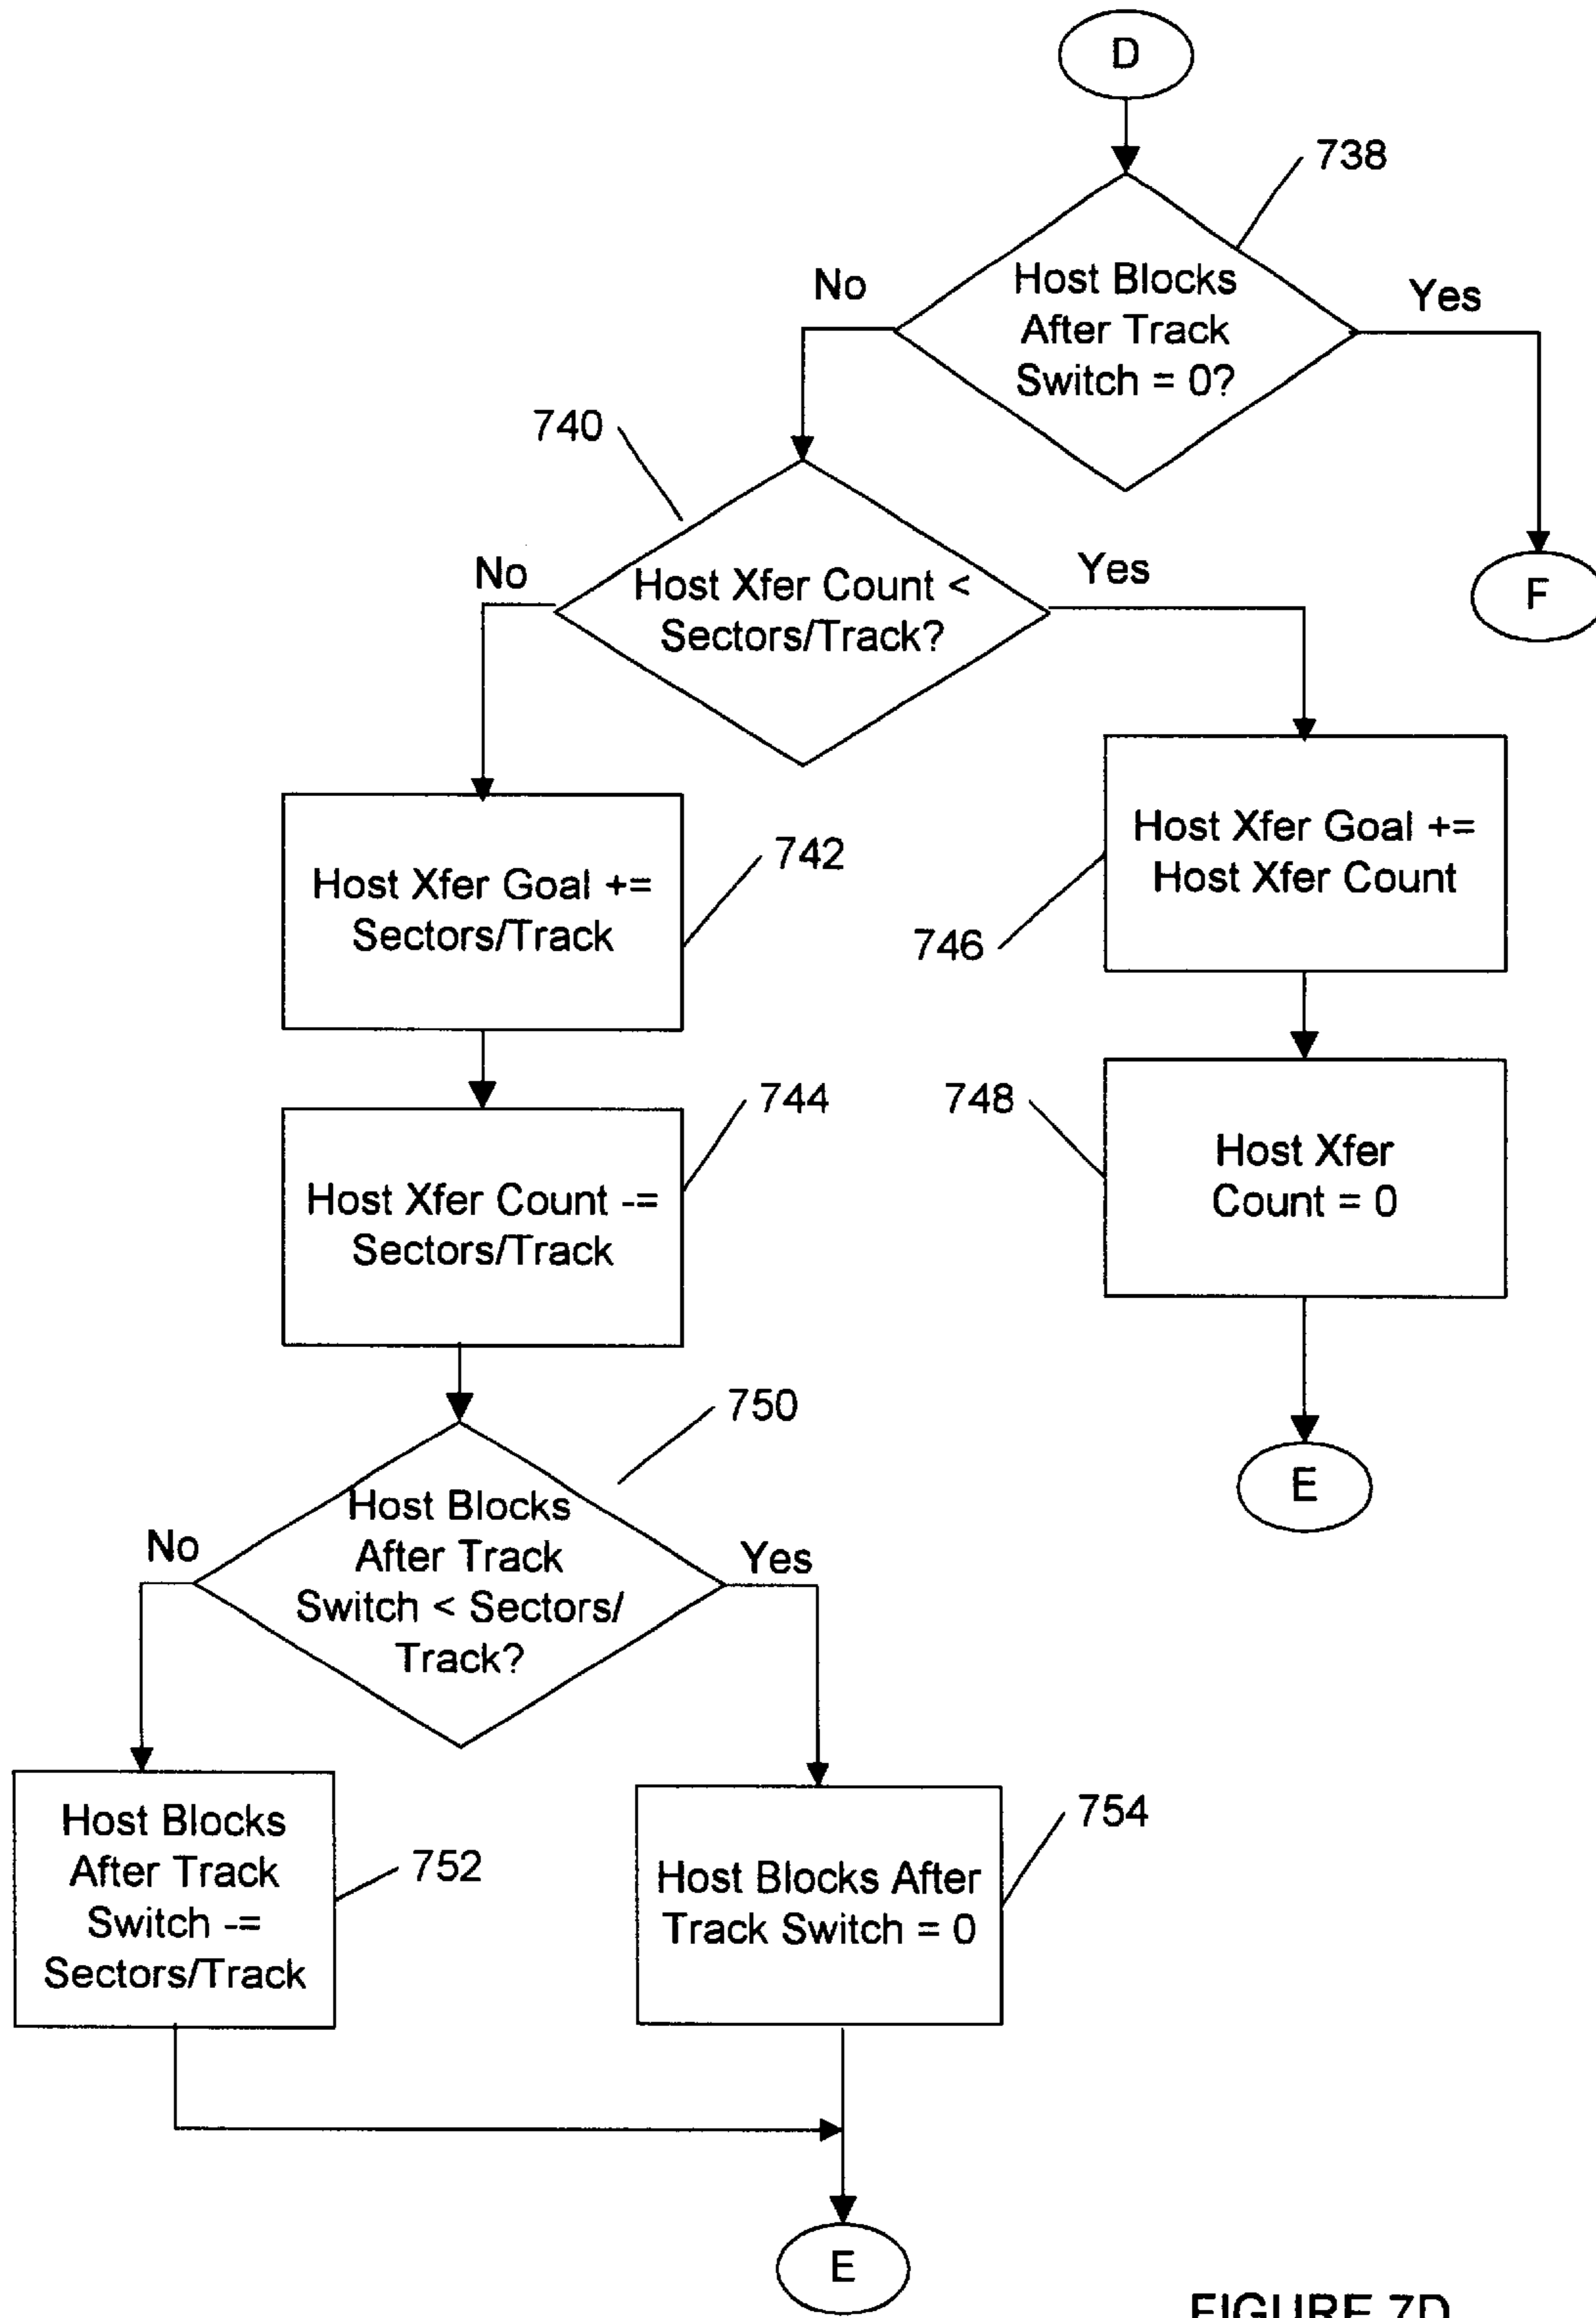 D
738
Host Blocks
After Track
Switch = 0?
No
Yes
F
740
Host Xfer Count <
Sectors/Track?
No
Yes
Host Xfer Goal +=
Sectors/Track
742
Host Xfer Goal +=
Host Xfer Count
746
Host Xfer Count -=
Sectors/Track
744
Host Xfer
Count = 0
748
E
750
Host Blocks
After Track
Switch < Sectors/
Track?
No
Yes
Host Blocks
After Track
Switch -=
Sectors/Track
752
Host Blocks After
Track Switch = 0
754
E
FIGURE 7D